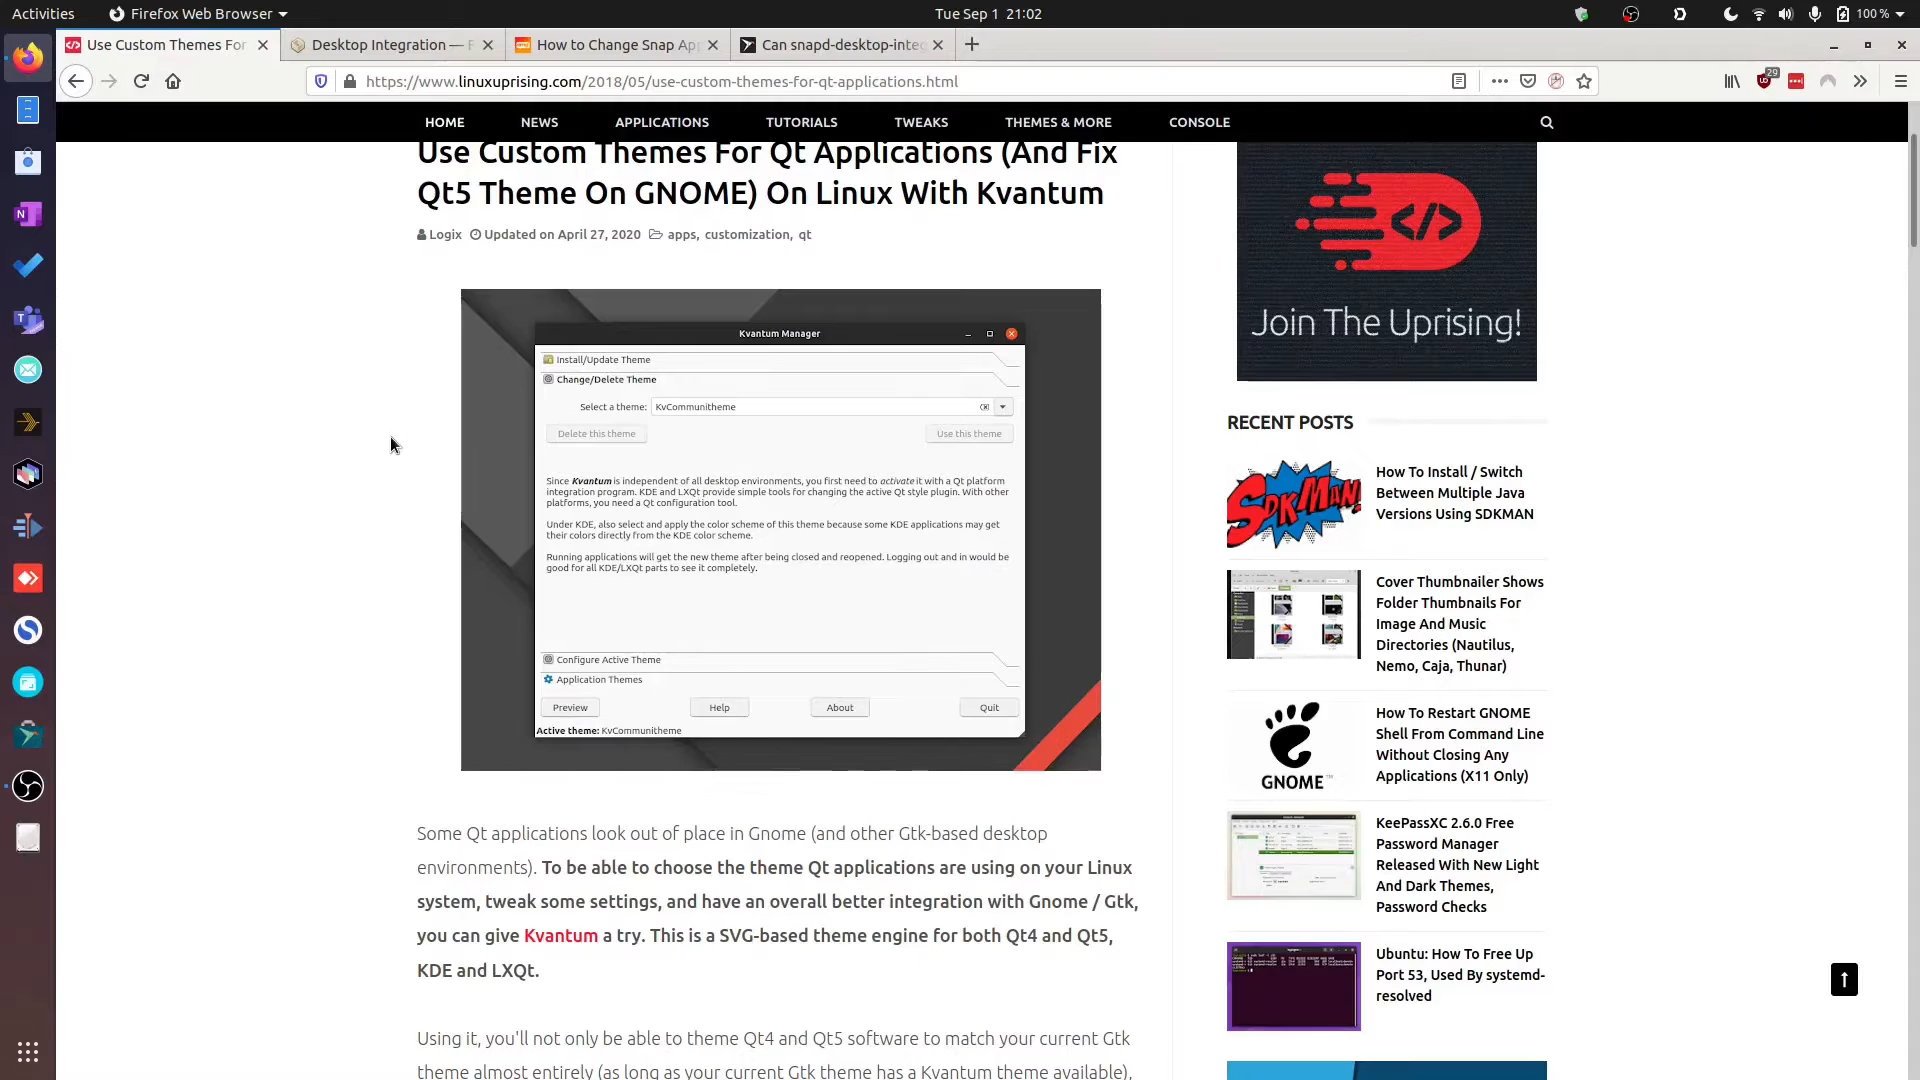 Activities
Firefox Web Browser
Tue Sep 1 21:02
100 %
Use Custom Themes For
Desktop Integration — F
How to Change Snap Ap
Can snapd-desktop-inte
https://www.linuxuprising.com/2018/05/use-custom-themes-for-qt-applications.html
29
HOME
NEWS
APPLICATIONS
TUTORIALS
TWEAKS
THEMES & MORE
CONSOLE
Use Custom Themes For Qt Applications (And Fix
Qt5 Theme On GNOME) On Linux With Kvantum
Logix Updated on April 27, 2020 apps, customization, qt
Kvantum Manager
Install/Update Theme
Change/Delete Theme
Select a theme: KvCommunitheme
Delete this theme
Use this theme
Since Kvantum is independent of all desktop environments, you first need to activate it with a Qt platform
integration program. KDE and LXQt provide simple tools for changing the active Qt style plugin. With other
platforms, you need a Qt configuration tool.
Under KDE, also select and apply the color scheme of this theme because some KDE applications may get
their colors directly from the KDE color scheme.
Running applications will get the new theme after being closed and reopened. Logging out and in would be
good for all KDE/LXQt parts to see it completely.
Configure Active Theme
Application Themes
Preview
Help
About
Quit
Active theme: KvCommunitheme
Some Qt applications look out of place in Gnome (and other Gtk-based desktop
environments). To be able to choose the theme Qt applications are using on your Linux
system, tweak some settings, and have an overall better integration with Gnome / Gtk,
you can give Kvantum a try. This is a SVG-based theme engine for both Qt4 and Qt5,
KDE and LXQt.
Using it, you'll not only be able to theme Qt4 and Qt5 software to match your current Gtk
theme almost entirely (as long as your current Gtk theme has a Kvantum theme available),
</>
Join The Uprising!
RECENT POSTS
SDKMAN!
How To Install / Switch
Between Multiple Java
Versions Using SDKMAN
Cover Thumbnailer Shows
Folder Thumbnails For
Image And Music
Directories (Nautilus,
Nemo, Caja, Thunar)
GNOME™
How To Restart GNOME
Shell From Command Line
Without Closing Any
Applications (X11 Only)
KeePassXC 2.6.0 Free
Password Manager
Released With New Light
And Dark Themes,
Password Checks
Ubuntu: How To Free Up
Port 53, Used By systemd-
resolved